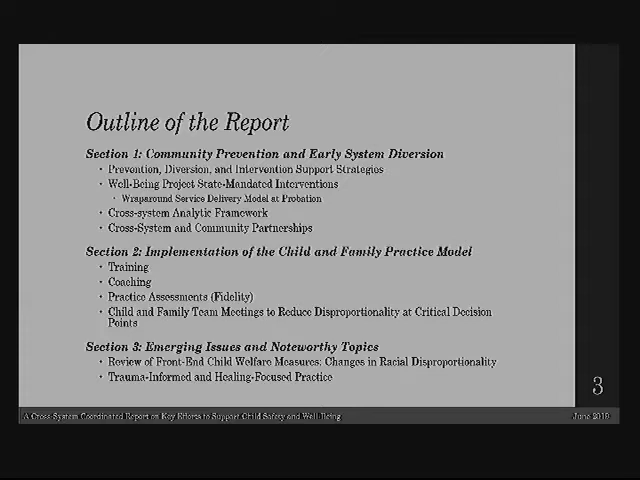 Outline of the Report
Section 1: Community Prevention and Early System Diversion
• Prevention, Diversion, and Intervention Support Strategies
• Well-Being Project State-Mandated Interventions
• Wraparound Service Delivery Model at Probation
• Cross-system Analytic Framework
• Cross-System and Community Partnerships
Section 2: Implementation of the Child and Family Practice Model
• Training
• Coaching
• Practice Assessments (Fidelity)
• Child and Family Team Meetings to Reduce Disproportionality at Critical Decision
Points
Section 3: Emerging Issues and Noteworthy Topics
• Review of Front-End Child Welfare Measures: Changes in Racial Disproportionality
• Trauma-Informed and Healing-Focused Practice
3
A Cross-System Coordinated Report on Key Efforts to Support Child Safety and Well-Being
June 2019